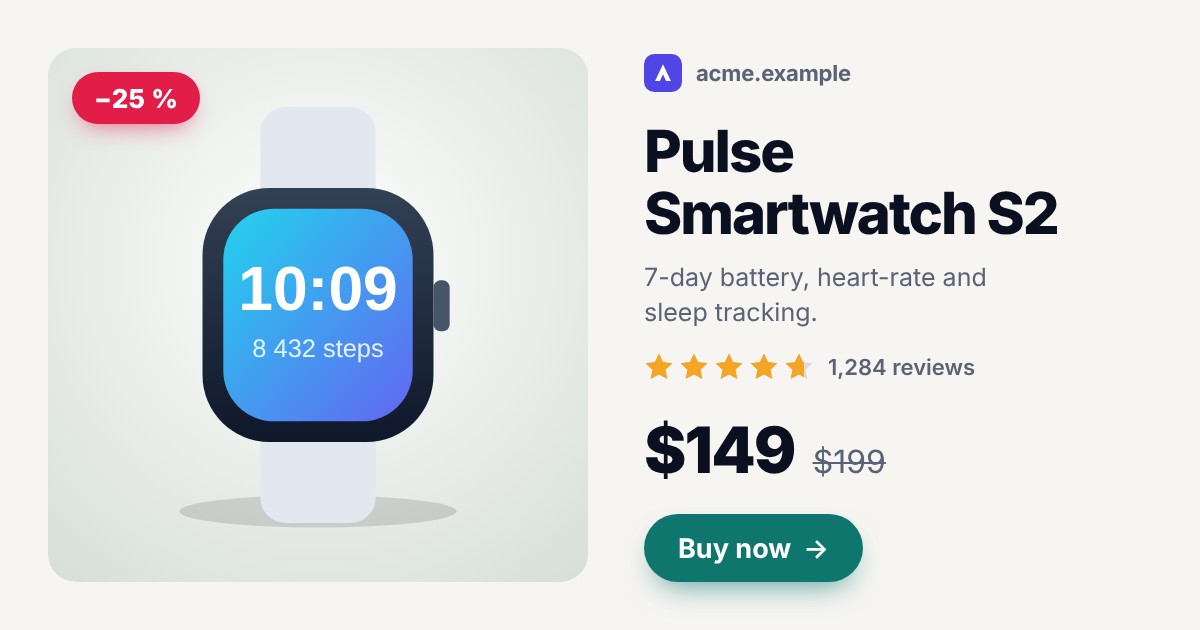 −25 %
10:09
8 432 steps
acme.example
Pulse
Smartwatch S2
7-day battery, heart-rate and
sleep tracking.
1,284 reviews
$149 $199
Buy now →